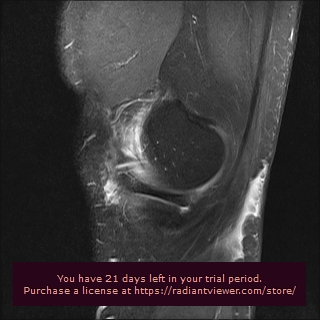 You have 21 days left in your trial period.
Purchase a license at https://radiantviewer.com/store/